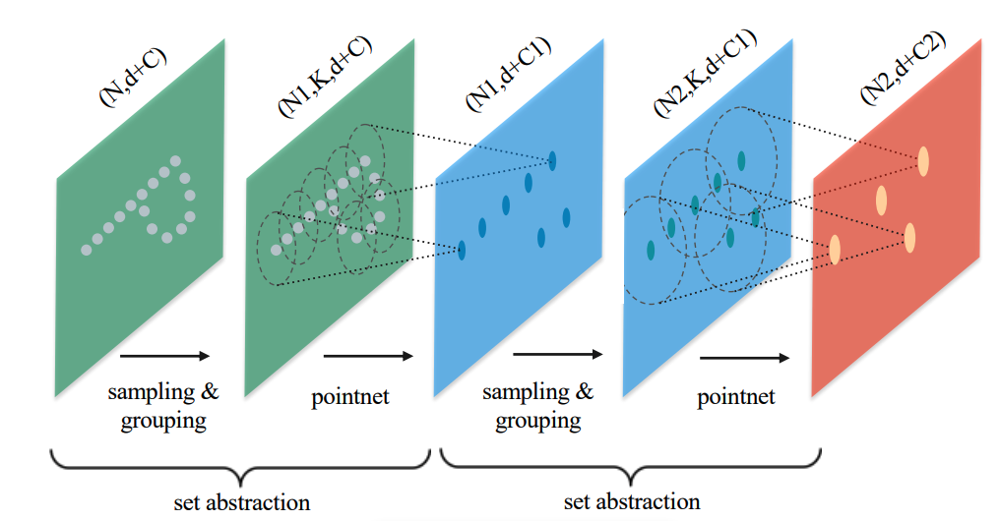 (N,d+C)
(N1,K,d+C)
(N1,d+C1)
(N2,K,d+C1)
(N2,d+C2)
sampling &
grouping
pointnet
sampling &
grouping
pointnet
set abstraction
set abstraction